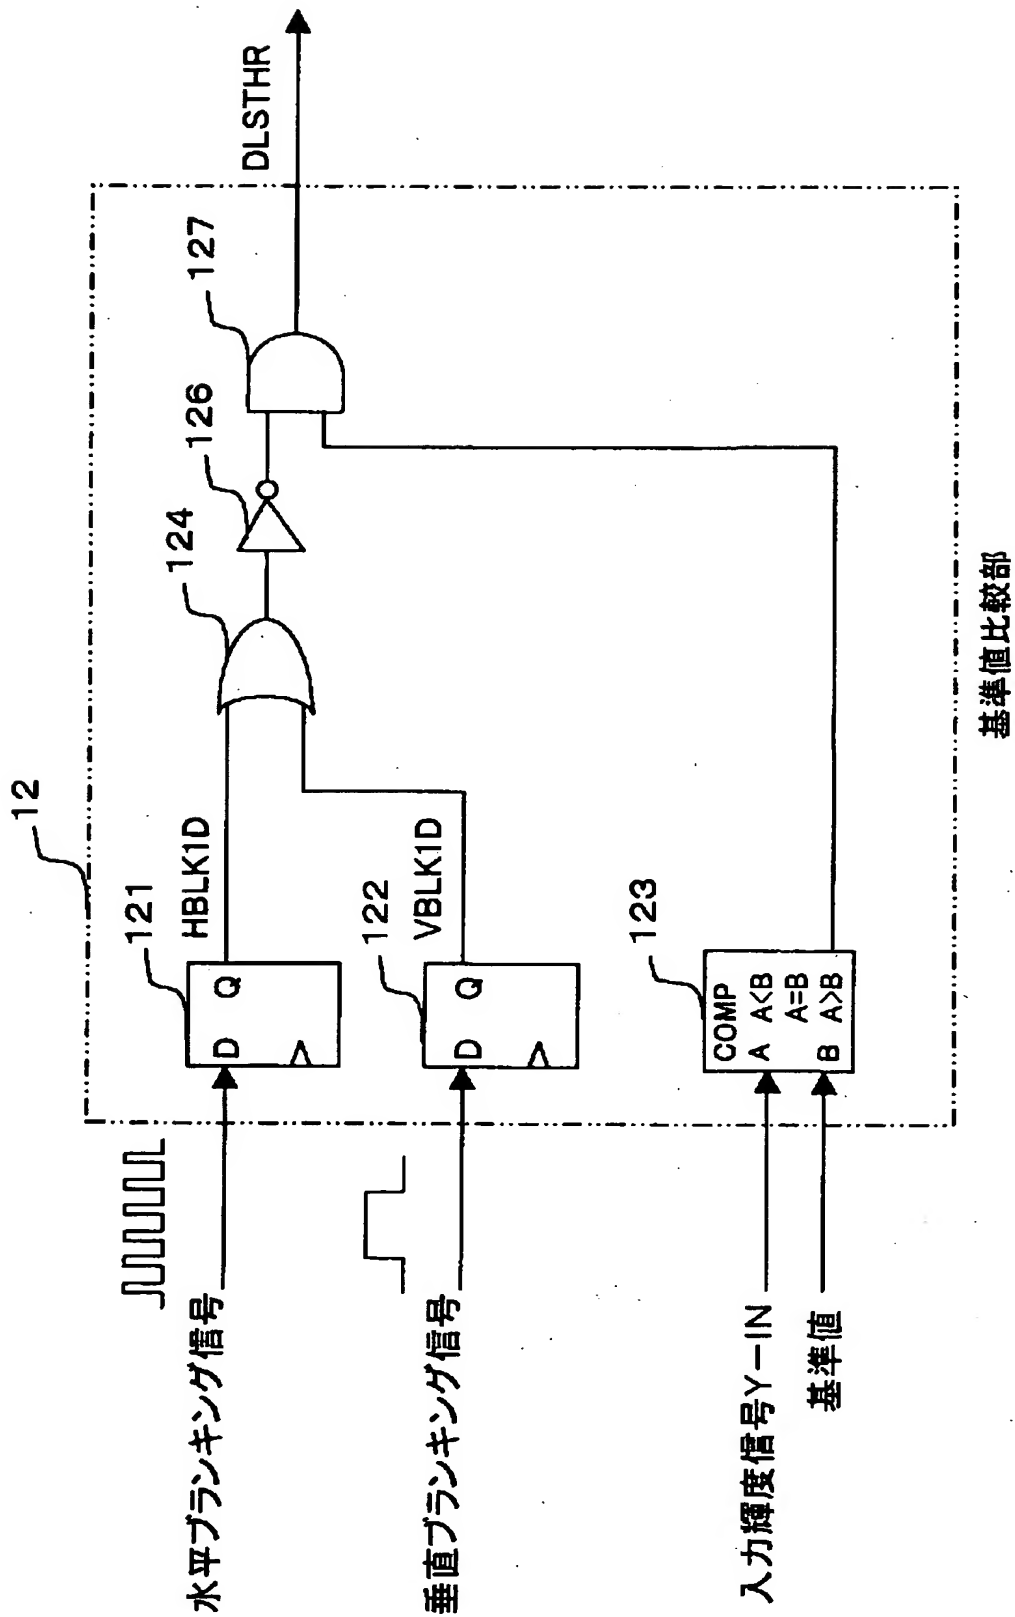 12
水平ブランキング信号
D Q
121
HBLK1D
124
126
127
DLSTHR
垂直ブランキング信号
D Q
122
VBLK1D
入力輝度信号Y−IN
基準値
COMP
A A<B
A=B
B A>B
123
基準値比較部